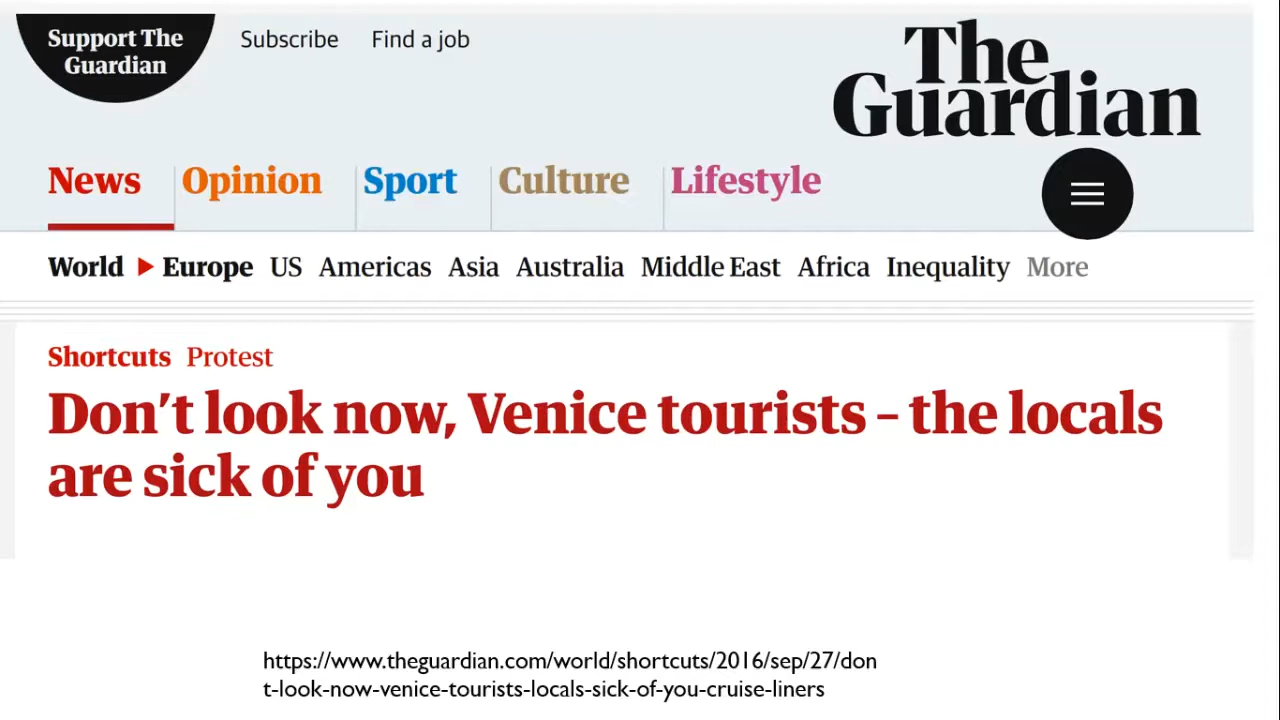 Support The
Guardian
Subscribe Find a job
The
Guardian
News Opinion Sport Culture Lifestyle
World Europe US Americas Asia Australia Middle East Africa Inequality More
Shortcuts Protest
Don’t look now, Venice tourists – the locals
are sick of you
https://www.theguardian.com/world/shortcuts/2016/sep/27/don
t-look-now-venice-tourists-locals-sick-of-you-cruise-liners